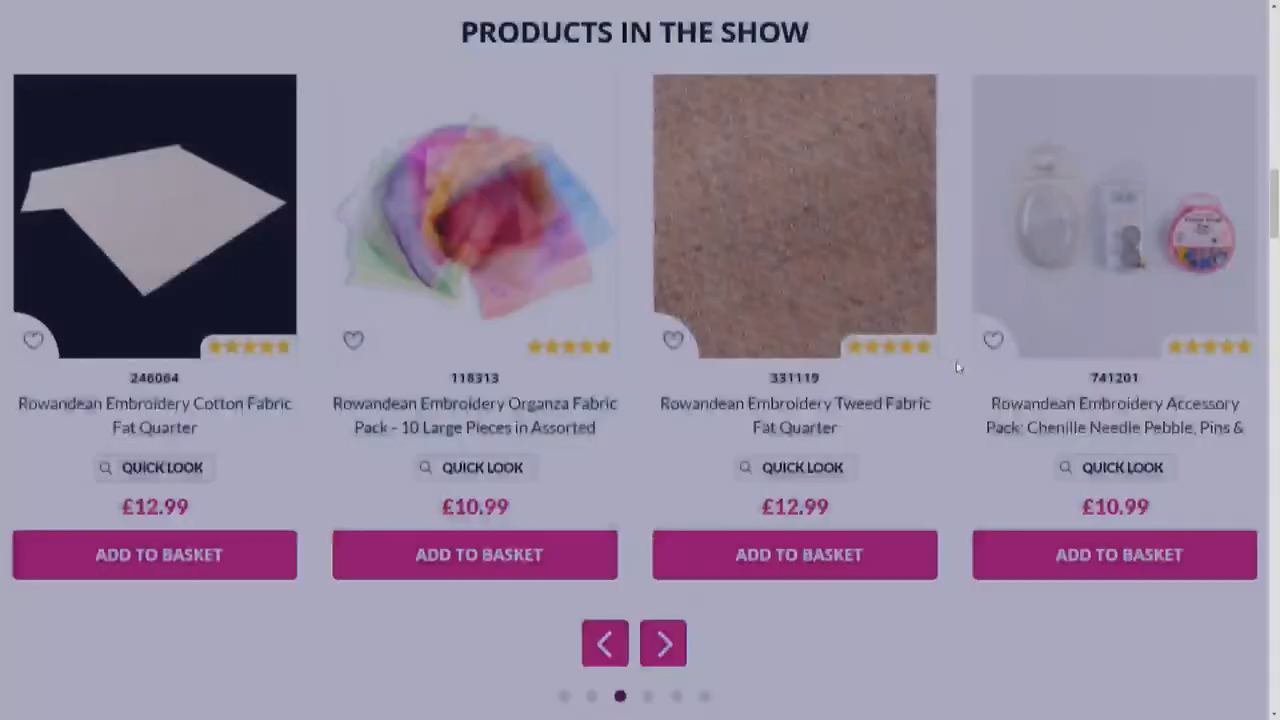 PRODUCTS IN THE SHOW
246064
Rowandean Embroidery Cotton Fabric
Fat Quarter
QUICK LOOK
£12.99
ADD TO BASKET
118313
Rowandean Embroidery Organza Fabric
Pack - 10 Large Pieces in Assorted
QUICK LOOK
£10.99
ADD TO BASKET
331119
Rowandean Embroidery Tweed Fabric
Fat Quarter
QUICK LOOK
£12.99
ADD TO BASKET
741201
Rowandean Embroidery Accessory
Pack: Chenille Needle Pebble, Pins &
QUICK LOOK
£10.99
ADD TO BASKET